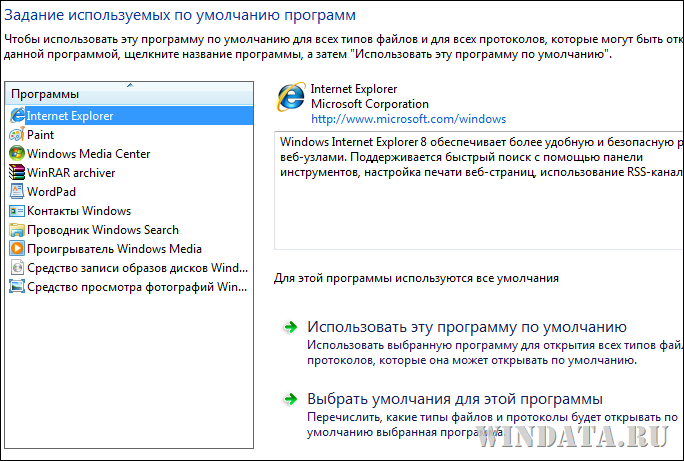 Задание используемых по умолчанию программ
Чтобы использовать эту программу по умолчанию для всех типов файлов и для всех протоколов, которые могут быть отк
данной программой, щелкните название программы, а затем "Использовать эту программу по умолчанию".
Программы
Internet Explorer
Paint
Windows Media Center
WinRAR archiver
WordPad
Контакты Windows
Проводник Windows Search
Проигрыватель Windows Media
Средство записи образов дисков Wind...
Средство просмотра фотографий Win...
Internet Explorer
Microsoft Corporation
http://www.microsoft.com/windows
Windows Internet Explorer 8 обеспечивает более удобную и безопасную р
веб-узлами. Поддерживается быстрый поиск с помощью панели
инструментов, настройка печати веб-страниц, использование RSS-канал
Для этой программы используются все умолчания
Использовать эту программу по умолчанию
Использовать выбранную программу для открытия всех типов файл
протоколов, которые она может открывать по умолчанию.
Выбрать умолчания для этой программы
Перечислить, какие типы файлов и протоколы будет открывать по
умолчанию выбранная программа.
WINDATA.RU